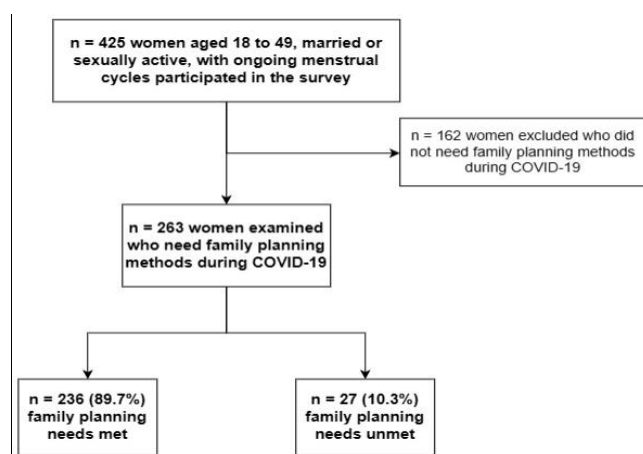 n = 425 women aged 18 to 49, married or
sexually active, with ongoing menstrual
cycles participated in the survey
n = 162 women excluded who did
not need family planning methods
during COVID-19
n = 263 women examined
who need family planning
methods during COVID-19
n = 236 (89.7%)
family planning
needs met
n = 27 (10.3%)
family planning
needs unmet